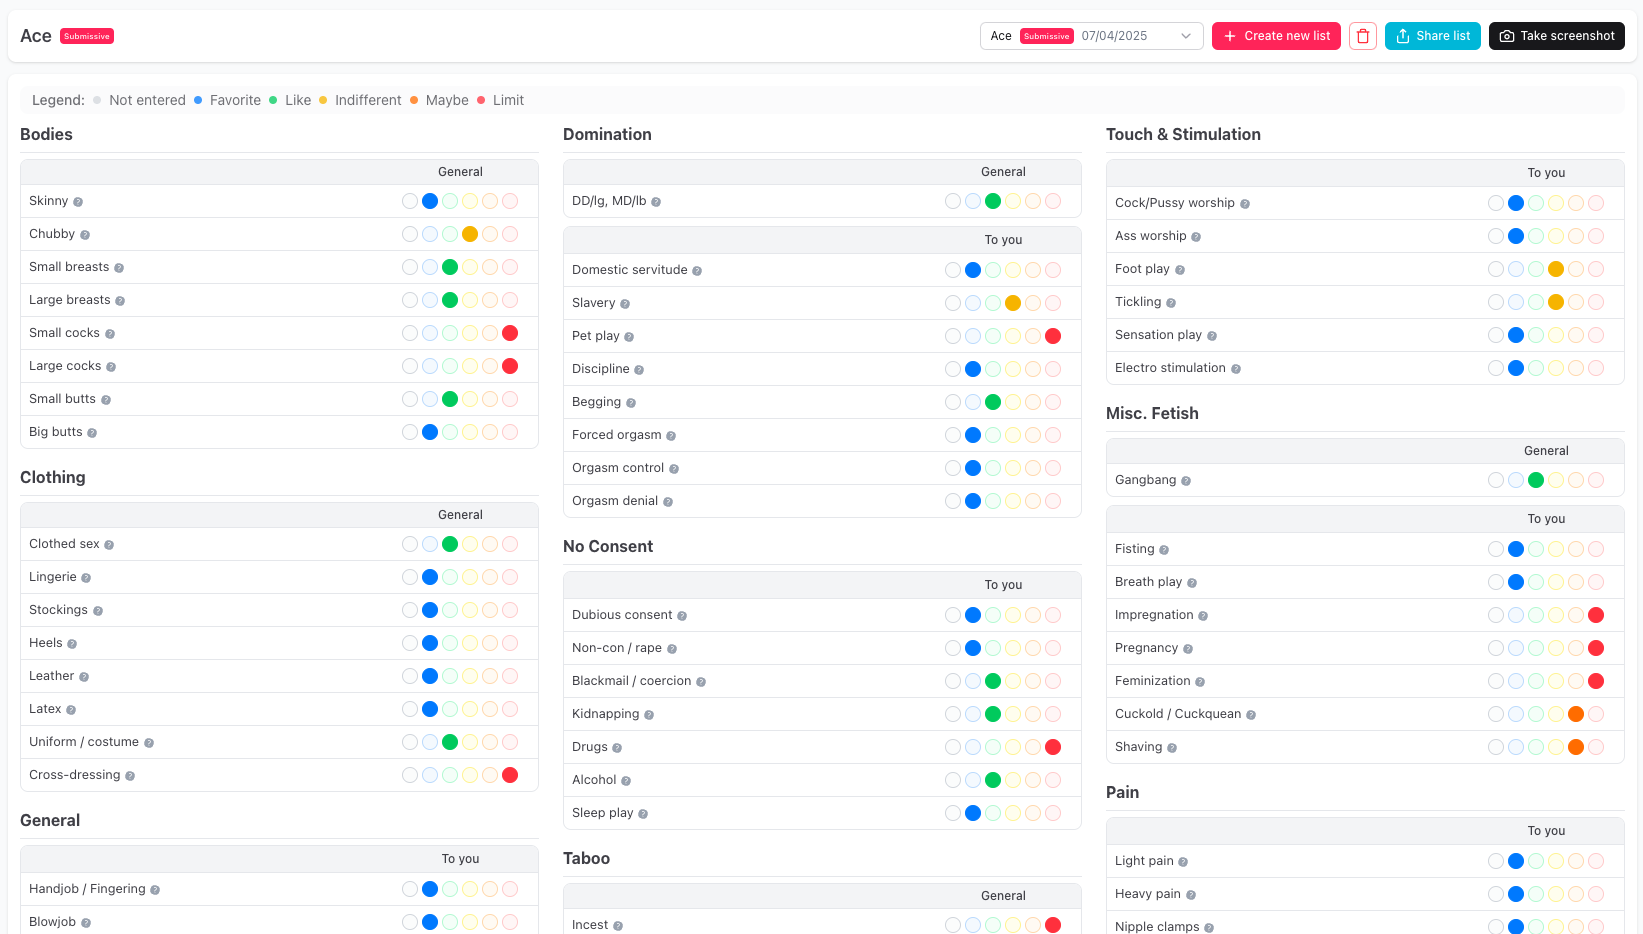 Ace Submissive
Ace Submissive 07/04/2025
Create new list
Share list
Take screenshot
Legend: Not entered Favorite Like Indifferent Maybe Limit
Bodies
General
Skinny
Chubby
Small breasts
Large breasts
Small cocks
Large cocks
Small butts
Big butts
Clothing
General
Clothed sex
Lingerie
Stockings
Heels
Leather
Latex
Uniform / costume
Cross-dressing
General
To you
Handjob / Fingering
Blowjob
Domination
General
DD/lg, MD/lb
To you
Domestic servitude
Slavery
Pet play
Discipline
Begging
Forced orgasm
Orgasm control
Orgasm denial
No Consent
To you
Dubious consent
Non-con / rape
Blackmail / coercion
Kidnapping
Drugs
Alcohol
Sleep play
Taboo
General
Incest
Touch & Stimulation
To you
Cock/Pussy worship
Ass worship
Foot play
Tickling
Sensation play
Electro stimulation
Misc. Fetish
General
Gangbang
To you
Fisting
Breath play
Impregnation
Pregnancy
Feminization
Cuckold / Cuckquean
Shaving
Pain
To you
Light pain
Heavy pain
Nipple clamps